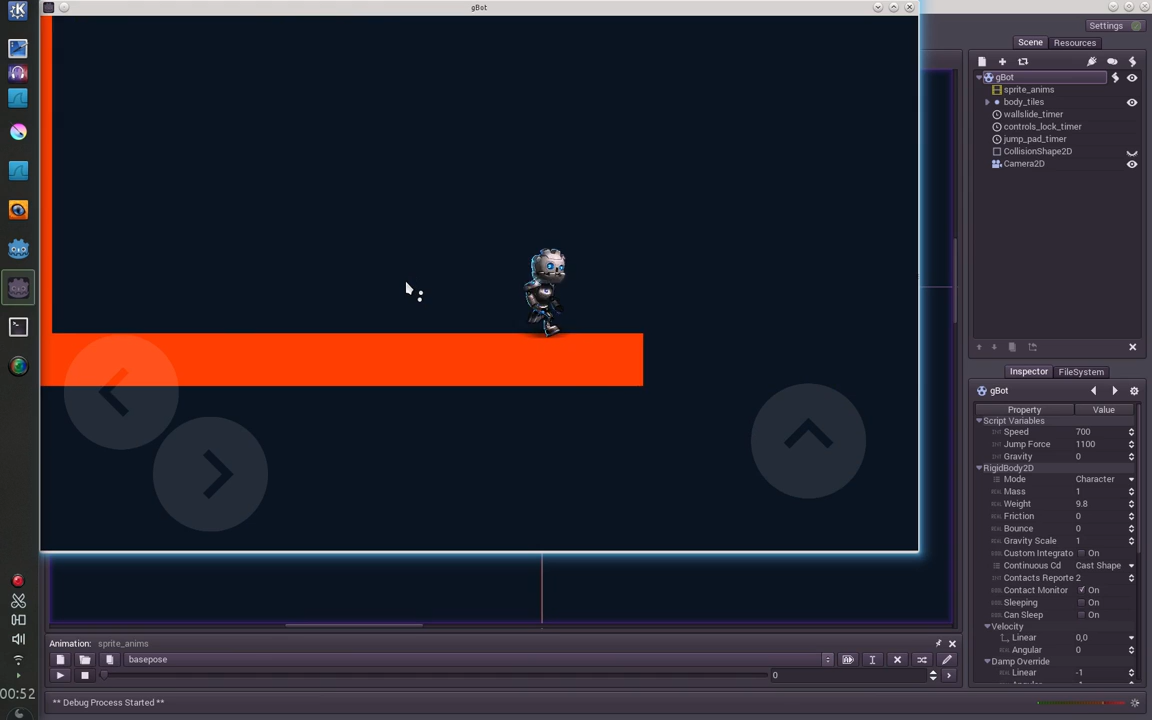 gBot
Settings
Scene
Resources
gBot
sprite_anims
body_tiles
wallslide_timer
controls_lock_timer
jump_pad_timer
CollisionShape2D
Camera2D
Inspector
FileSystem
gBot
Property
Value
Script Variables
Speed 700
Jump Force 1100
Gravity 0
RigidBody2D
Mode Character
Mass 1
Weight 9.8
Friction 0
Bounce 0
Gravity Scale 1
Custom Integrato On
Continuous Cd Cast Shape
Contacts Reporte 2
Contact Monitor On
Sleeping On
Can Sleep On
Velocity
Linear 0,0
Angular 0
Damp Override
Linear -1
Animation: sprite_anims
basepose
0
** Debug Process Started **
00:52